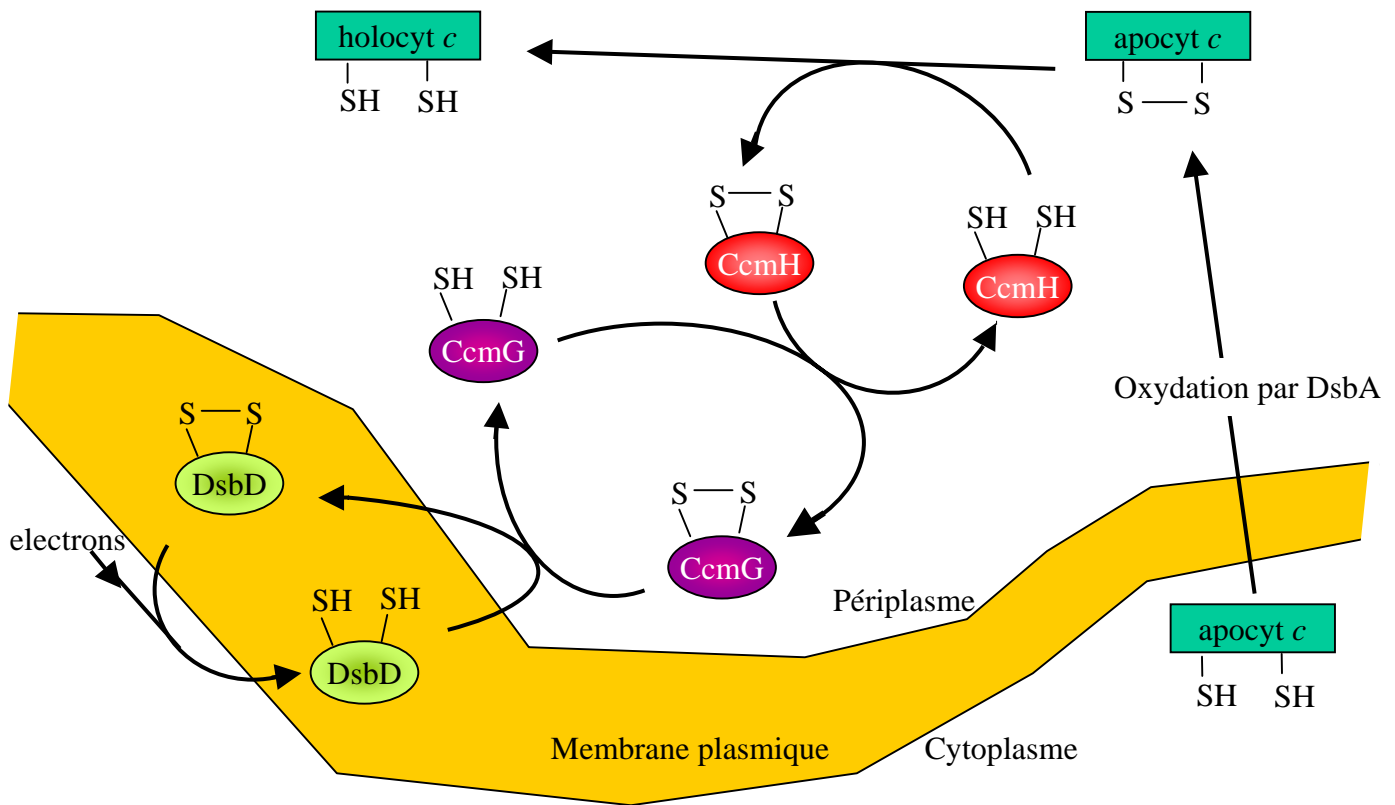 holocyt c
SH SH
apocyt c
S S
S S
CcmH
SH SH
CcmH
SH SH
CcmG
Oxydation par DsbA
S S
DsbD
S S
CcmG
electrons
SH SH
DsbD
Périplasme
apocyt c
SH SH
Membrane plasmique
Cytoplasme